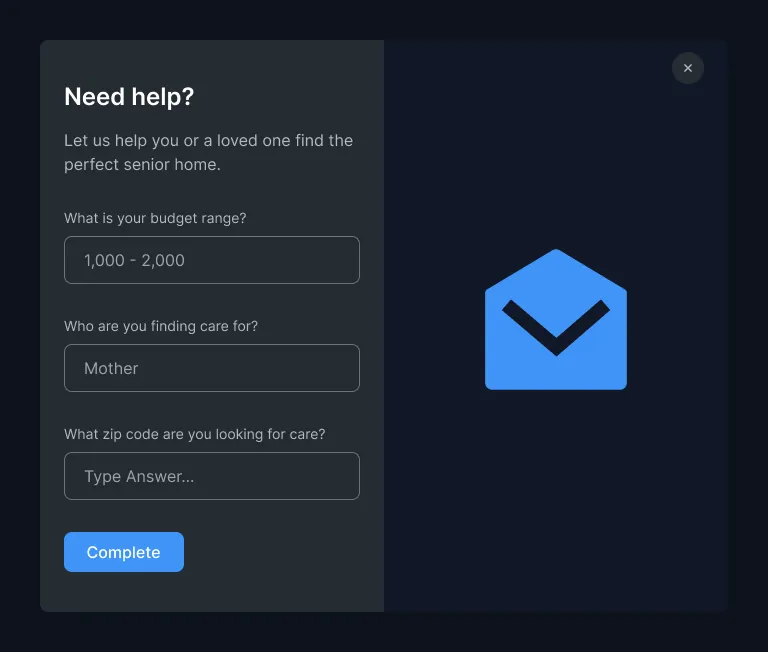 Need help?
Let us help you or a loved one find the
perfect senior home.
What is your budget range?
1,000 - 2,000
Who are you finding care for?
Mother
What zip code are you looking for care?
Type Answer...
Complete